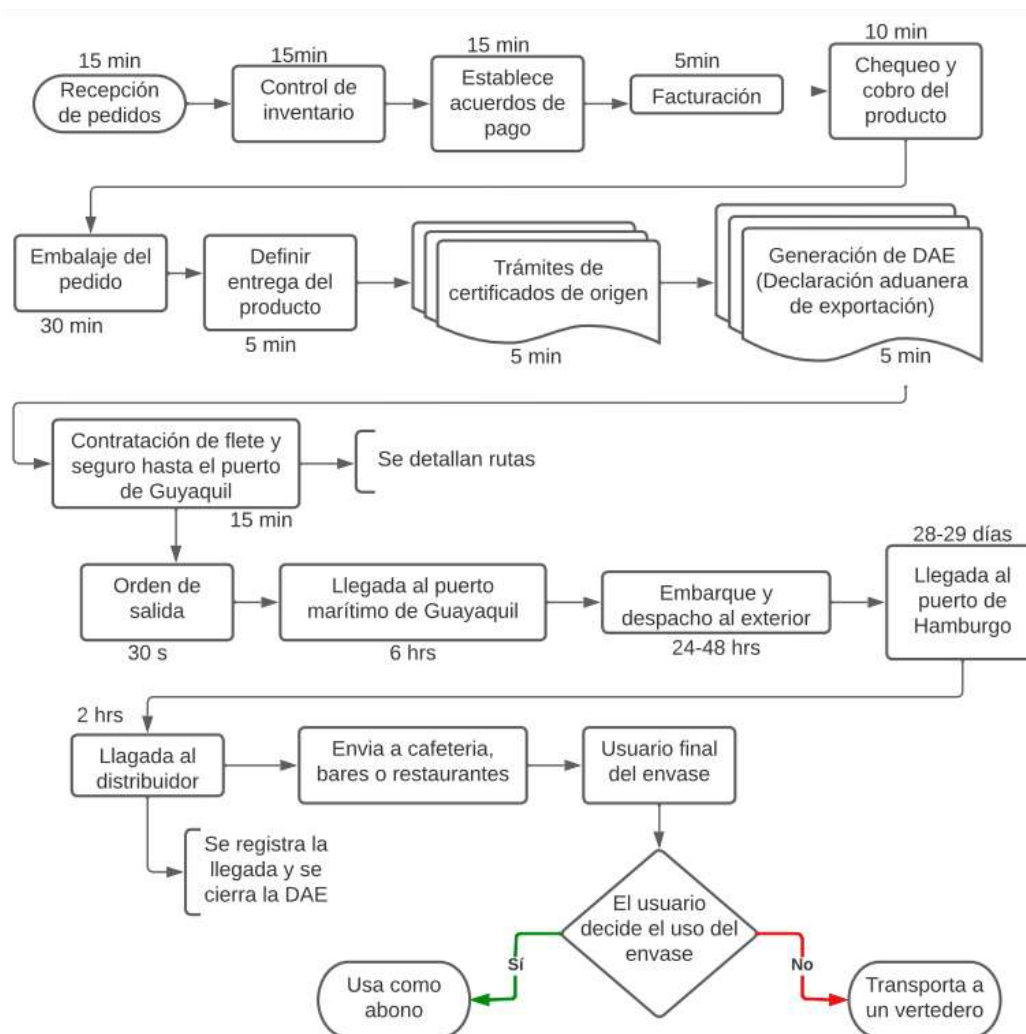 15 min
Recepción
de pedidos
15min
Control de
inventario
15 min
Establece
acuerdos de
pago
5min
Facturación
10 min
Chequeo y
cobro del
producto
Embalaje del
pedido
30 min
Definir
entrega del
producto
5 min
Trámites de
certificados de origen
5 min
Generación de DAE
(Declaración aduanera
de exportación)
5 min
Contratación de flete y
seguro hasta el puerto
de Guyaquil
15 min
Se detallan rutas
Orden de
salida
30 s
Llegada al puerto
marítimo de Guayaquil
6 hrs
Embarque y
despacho al exterior
24-48 hrs
28-29 días
Llegada al
puerto de
Hamburgo
2 hrs
Llagada al
distribuidor
Envia a cafeteria,
bares o restaurantes
Usuario final
del envase
Se registra la
llegada y se
cierra la DAE
El usuario
decide el uso del
envase
Sí
No
Usa como
abono
Transporta a
un vertedero